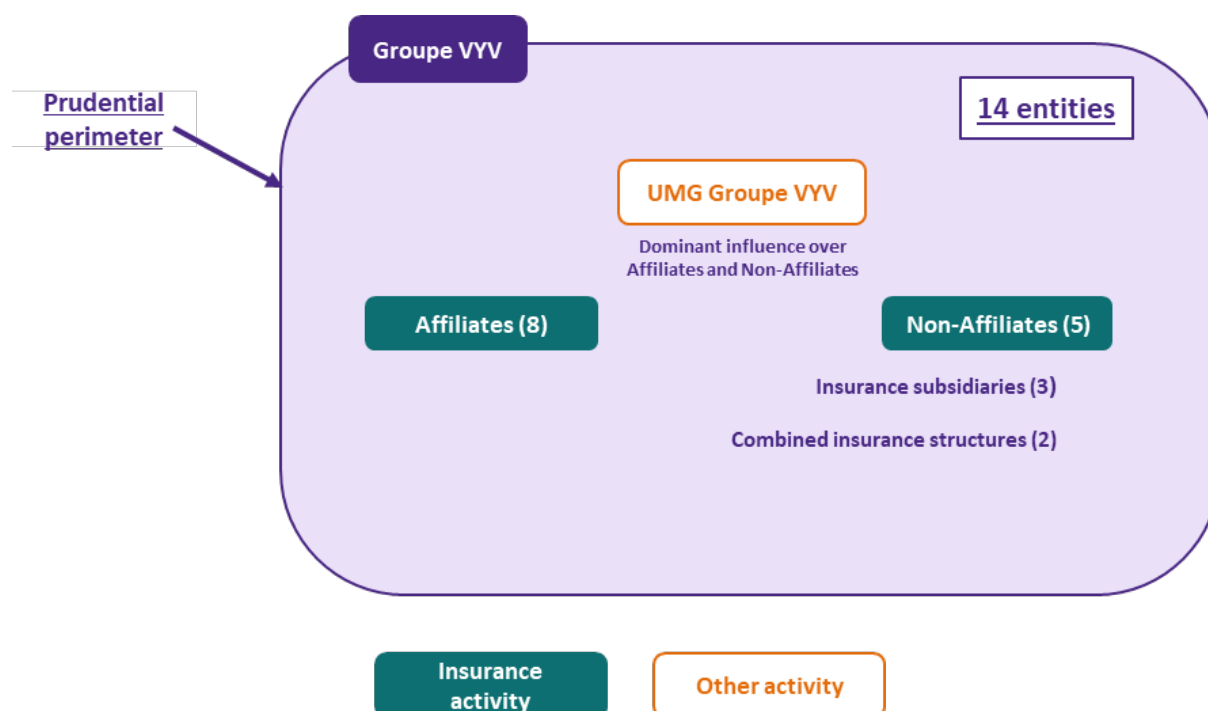 Groupe VYV
Prudential
perimeter
14 entities
UMG Groupe VYV
Dominant influence over
Affiliates and Non-Affiliates
Affiliates (8)
Non-Affiliates (5)
Insurance subsidiaries (3)
Combined insurance structures (2)
Insurance
activity
Other activity